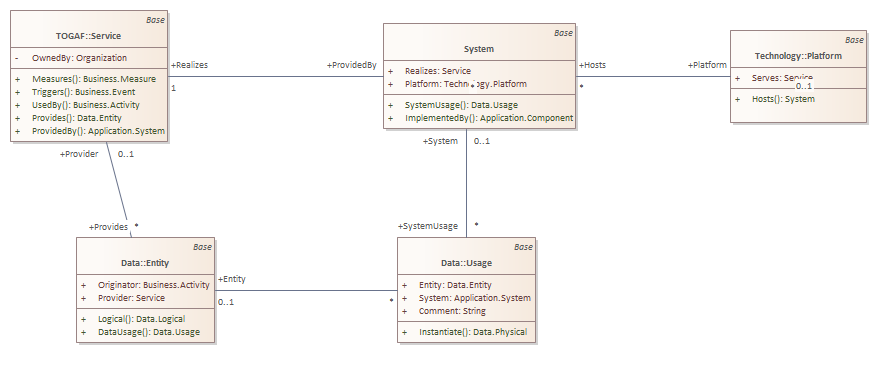 Base
TOGAF::Service
- OwnedBy: Organization
+ Measures(): Business.Measure
+ Triggers(): Business.Event
+ UsedBy(): Business.Activity
+ Provides(): Data.Entity
+ ProvidedBy(): Application.System
+Realizes
1
+ProvidedBy
*
Base
System
+ Realizes: Service
+ Platform: Technology.Platform
+ SystemUsage(): Data.Usage
+ ImplementedBy(): Application.Component
+Hosts
*
+Platform
0..1
Base
Technology::Platform
+ Serves: Service
+ Hosts(): System
+Provider
0..1
+Provides
*
+System
0..1
+SystemUsage
*
Base
Data::Entity
+ Originator: Business.Activity
+ Provider: Service
+ Logical(): Data.Logical
+ DataUsage(): Data.Usage
+Entity
0..1
*
Base
Data::Usage
+ Entity: Data.Entity
+ System: Application.System
+ Comment: String
+ Instantiate(): Data.Physical